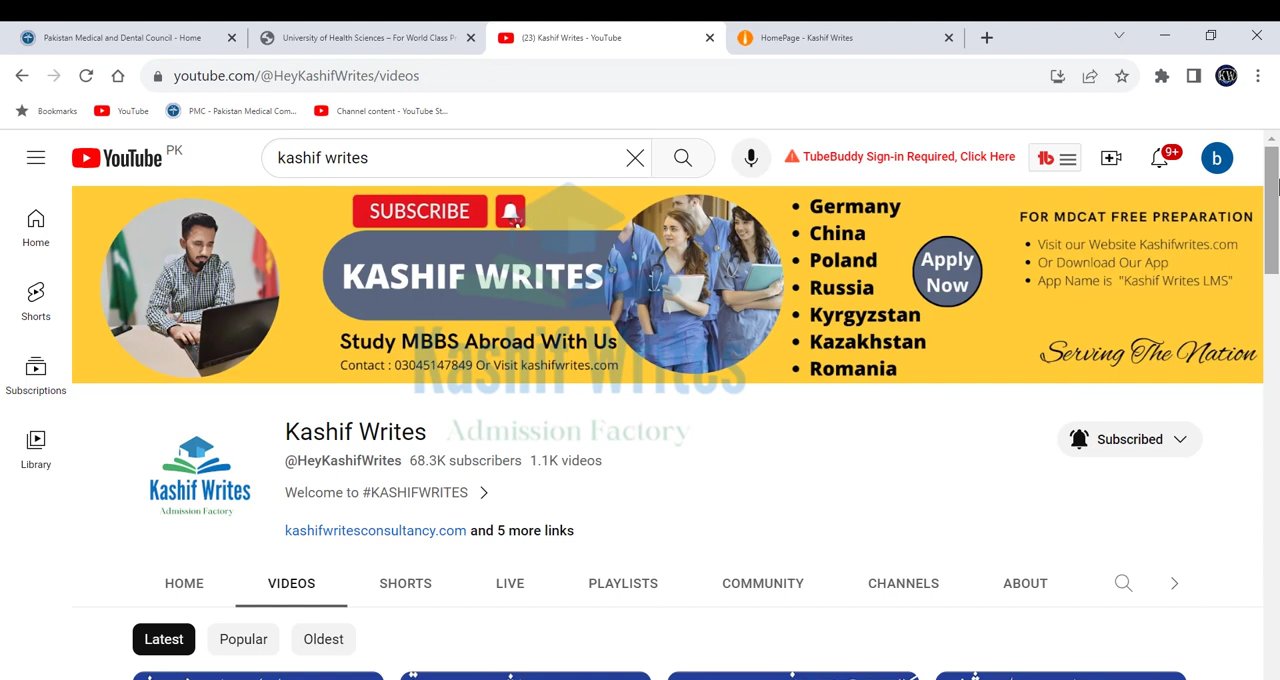 Pakistan Medical and Dental Council - Home
University of Health Sciences – For World Class Pr
(23) Kashif Writes - YouTube
HomePage - Kashif Writes
youtube.com/@HeyKashifWrites/videos
KW
Bookmarks
YouTube
PMC - Pakistan Medical Com...
Channel content - YouTube St...
YouTube PK
kashif writes
TubeBuddy Sign-in Required, Click Here
tb
9+
b
Home
Shorts
Subscriptions
Library
SUBSCRIBE
KASHIF WRITES
Study MBBS Abroad With Us
Contact : 03045147849 Or Visit kashifwrites.com
• Germany
• China
• Poland
• Russia
• Kyrgyzstan
• Kazakhstan
• Romania
Apply
Now
FOR MDCAT FREE PREPARATION
• Visit our Website Kashifwrites.com
• Or Download Our App
• App Name is "Kashif Writes LMS"
Serving The Nation
Kashif Writes
Admission Factory
Kashif Writes
Admission Factory
Kashif Writes
@HeyKashifWrites 68.3K subscribers 1.1K videos
Welcome to #KASHIFWRITES
kashifwritesconsultancy.com and 5 more links
Subscribed
HOME VIDEOS SHORTS LIVE PLAYLISTS COMMUNITY CHANNELS ABOUT
Latest Popular Oldest